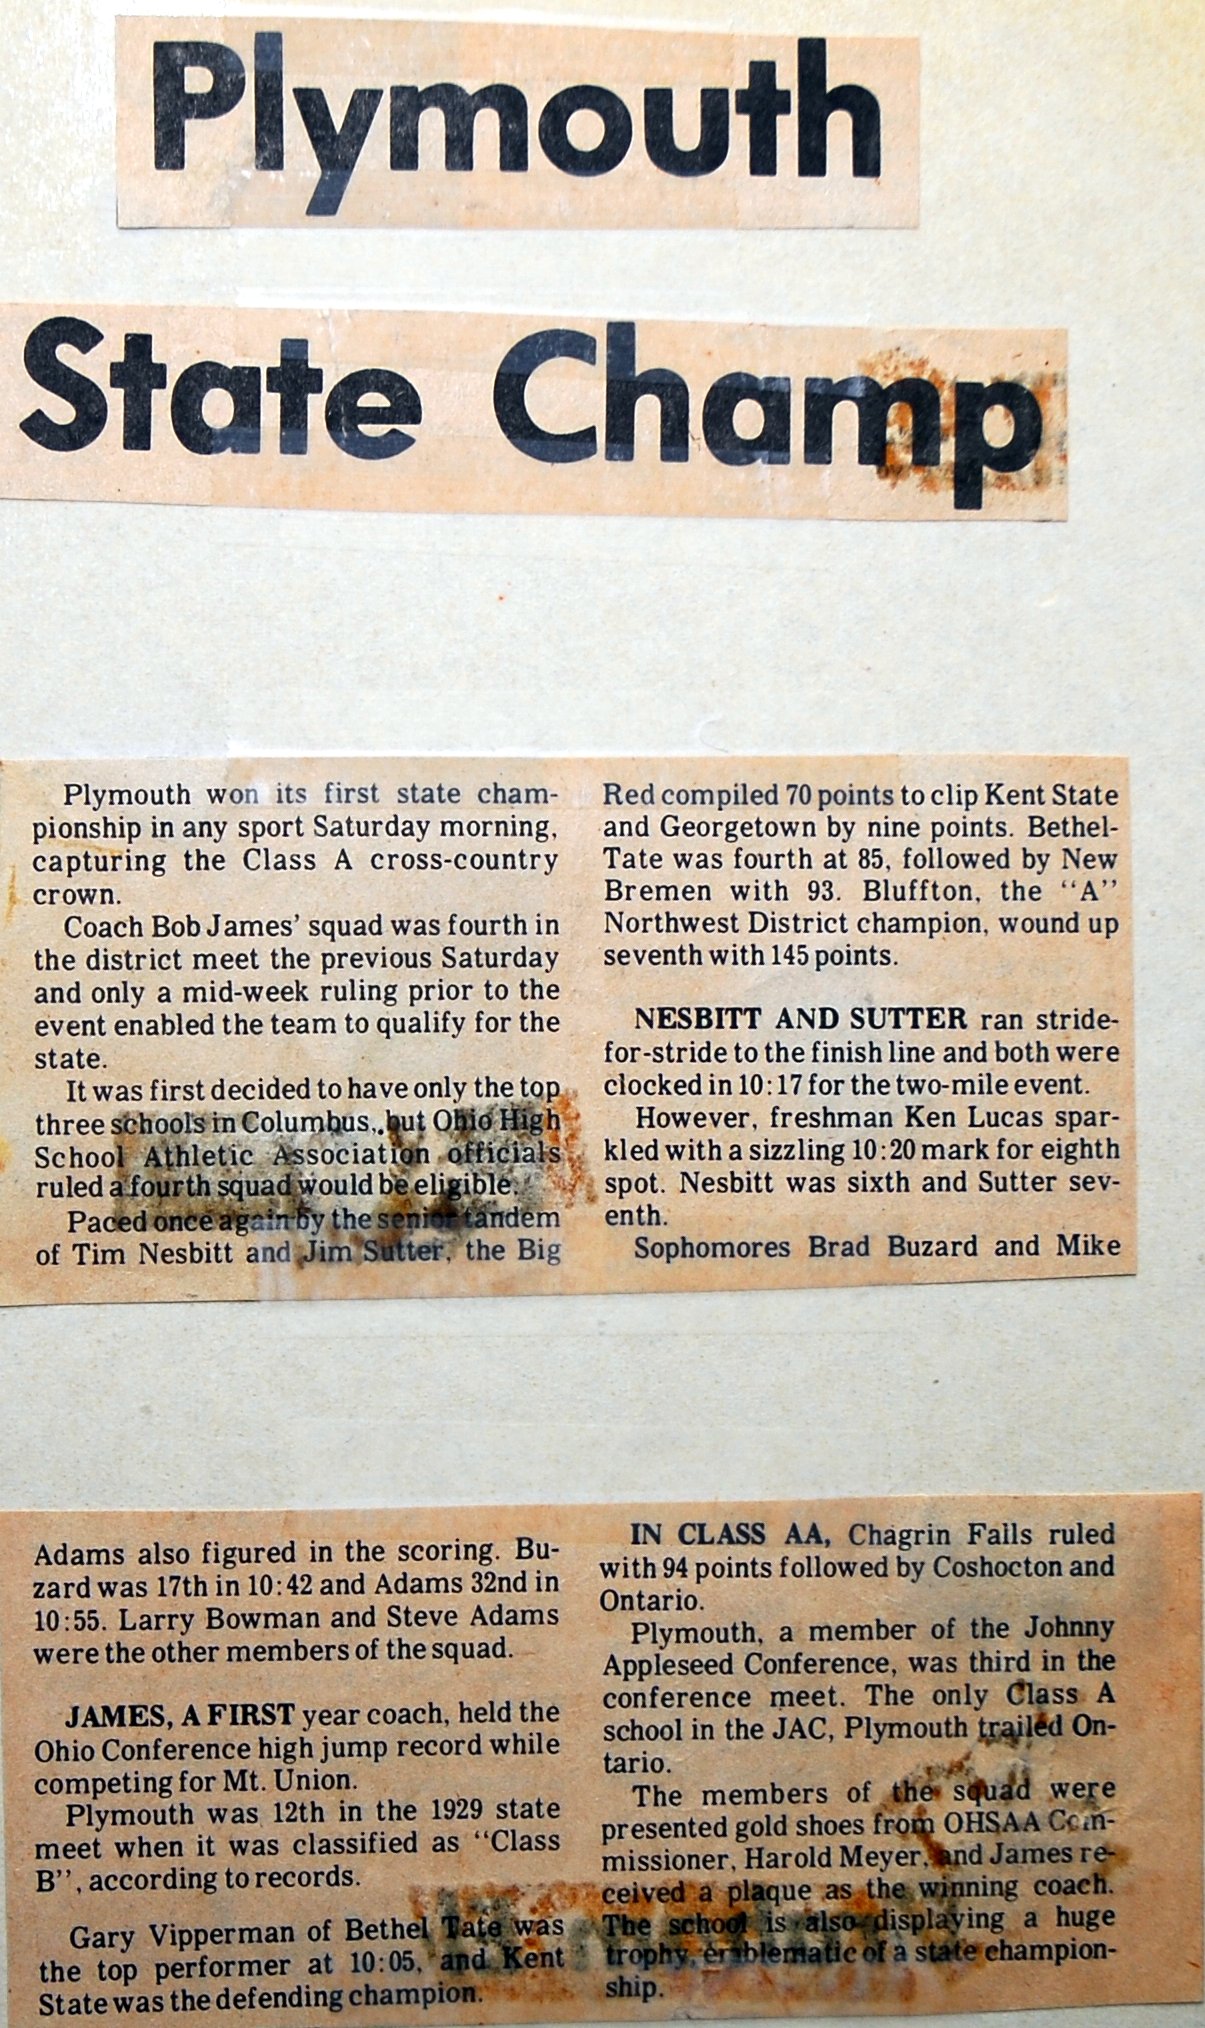 Plymouth
State Champ
Plymouth won its first state cham-
pionship in any sport Saturday morning,
capturing the Class A cross-country
crown.
Coach Bob James' squad was fourth in
the district meet the previous Saturday
and only a mid-week ruling prior to the
event enabled the team to qualify for the
state.
It was first decided to have only the top
three schools in Columbus, but Ohio High
School Athletic Association officials
ruled a fourth squad would be eligible.
Paced once again by the senior tandem
of Tim Nesbitt and Jim Sutter, the Big
Red compiled 70 points to clip Kent State
and Georgetown by nine points. Bethel-
Tate was fourth at 85, followed by New
Bremen with 93. Bluffton, the "A"
Northwest District champion, wound up
seventh with 145 points.
NESBITT AND SUTTER ran stride-
for-stride to the finish line and both were
clocked in 10:17 for the two-mile event.
However, freshman Ken Lucas spar-
kled with a sizzling 10:20 mark for eighth
spot. Nesbitt was sixth and Sutter sev-
enth.
Sophomores Brad Buzard and Mike
Adams also figured in the scoring. Bu-
zard was 17th in 10:42 and Adams 32nd in
10:55. Larry Bowman and Steve Adams
were the other members of the squad.
JAMES, A FIRST year coach, held the
Ohio Conference high jump record while
competing for Mt. Union.
Plymouth was 12th in the 1929 state
meet when it was classified as "Class
B", according to records.
Gary Vipperman of Bethel Tate was
the top performer at 10:05, and Kent
State was the defending champion.
IN CLASS AA, Chagrin Falls ruled
with 94 points followed by Coshocton and
Ontario.
Plymouth, a member of the Johnny
Appleseed Conference, was third in the
conference meet. The only Class A
school in the JAC, Plymouth trailed On-
tario.
The members of the squad were
presented gold shoes from OHSAA Com-
missioner, Harold Meyer, and James re-
ceived a plaque as the winning coach.
The school is also displaying a huge
trophy, emblematic of a state champion-
ship.